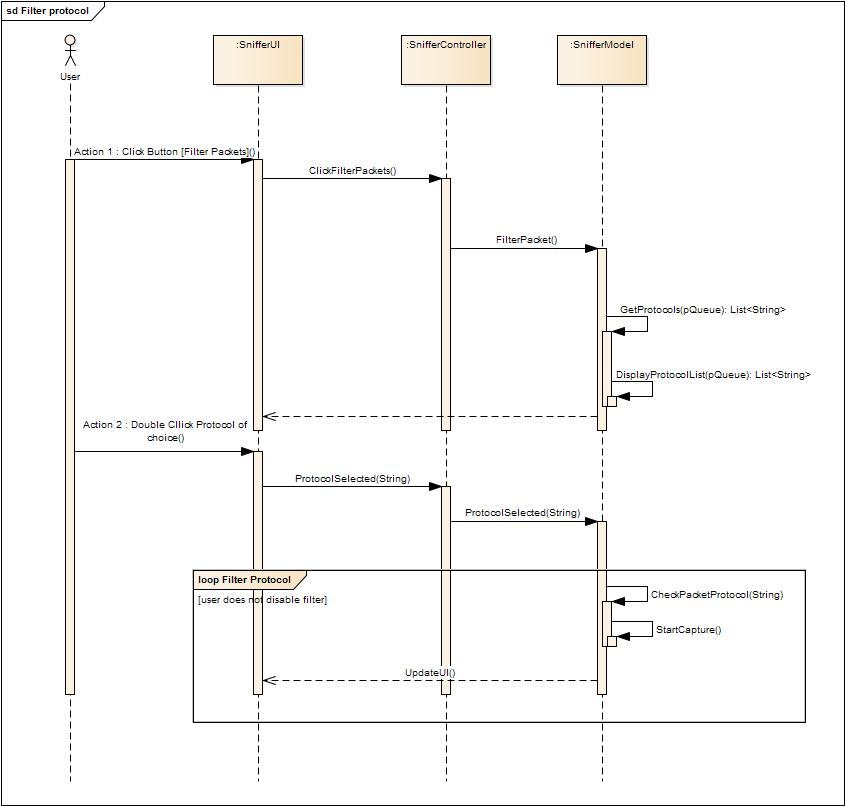 sd Filter protocol
:SnifferUI
:SnifferController
:SnifferModel
User
Action 1 : Click Button [Filter Packets]()
ClickFilterPackets()
FilterPacket()
GetProtocols(pQueue): List<String>
DisplayProtocolList(pQueue): List<String>
Action 2 : Double Cllick Protocol of
choice()
ProtocolSelected(String)
ProtocolSelected(String)
loop Filter Protocol
[user does not disable filter]
CheckPacketProtocol(String)
StartCapture()
UpdateUI()